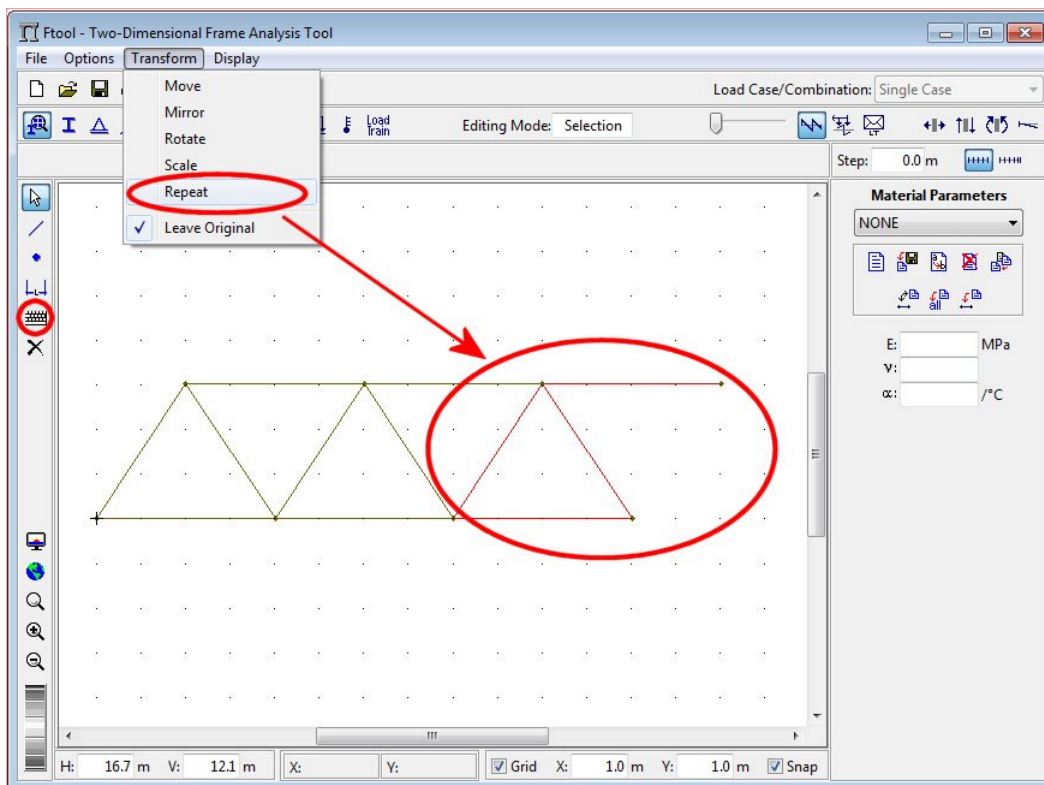 Ftool - Two-Dimensional Frame Analysis Tool
File Options Transform Display
Move
Mirror
Rotate
Scale
Repeat
Leave Original
Load Case/Combination: Single Case
Load Train
Editing Mode: Selection
LT
Step: 0.0 m
L
Material Parameters
NONE
a b
all
E: MPa
ν:
α: /°C
H: 16.7 m V: 12.1 m X: Y: Grid X: 1.0 m Y: 1.0 m Snap